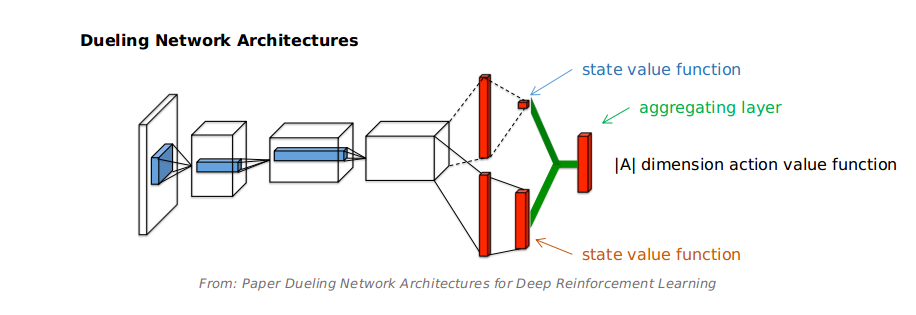 Dueling Network Architectures
state value function
aggregating layer
|A| dimension action value function
state value function
From: Paper Dueling Network Architectures for Deep Reinforcement Learning